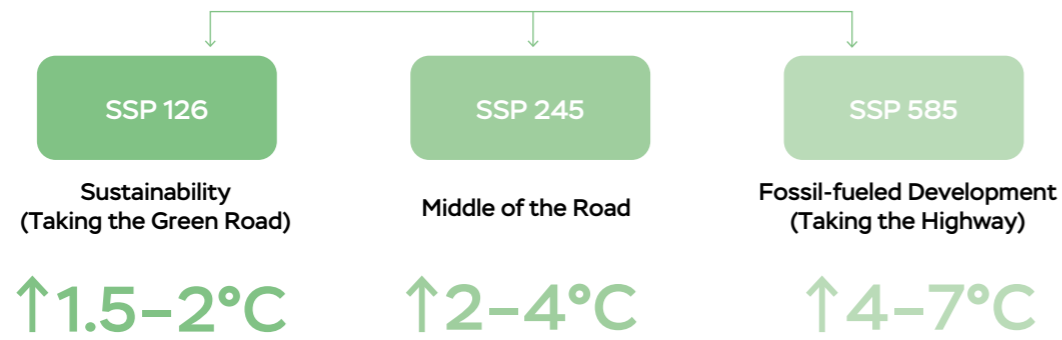 SSP 126
SSP 245
SSP 585
Sustainability
(Taking the Green Road)
Middle of the Road
Fossil-fueled Development
(Taking the Highway)
↑1.5–2°C
↑2–4°C
↑4–7°C